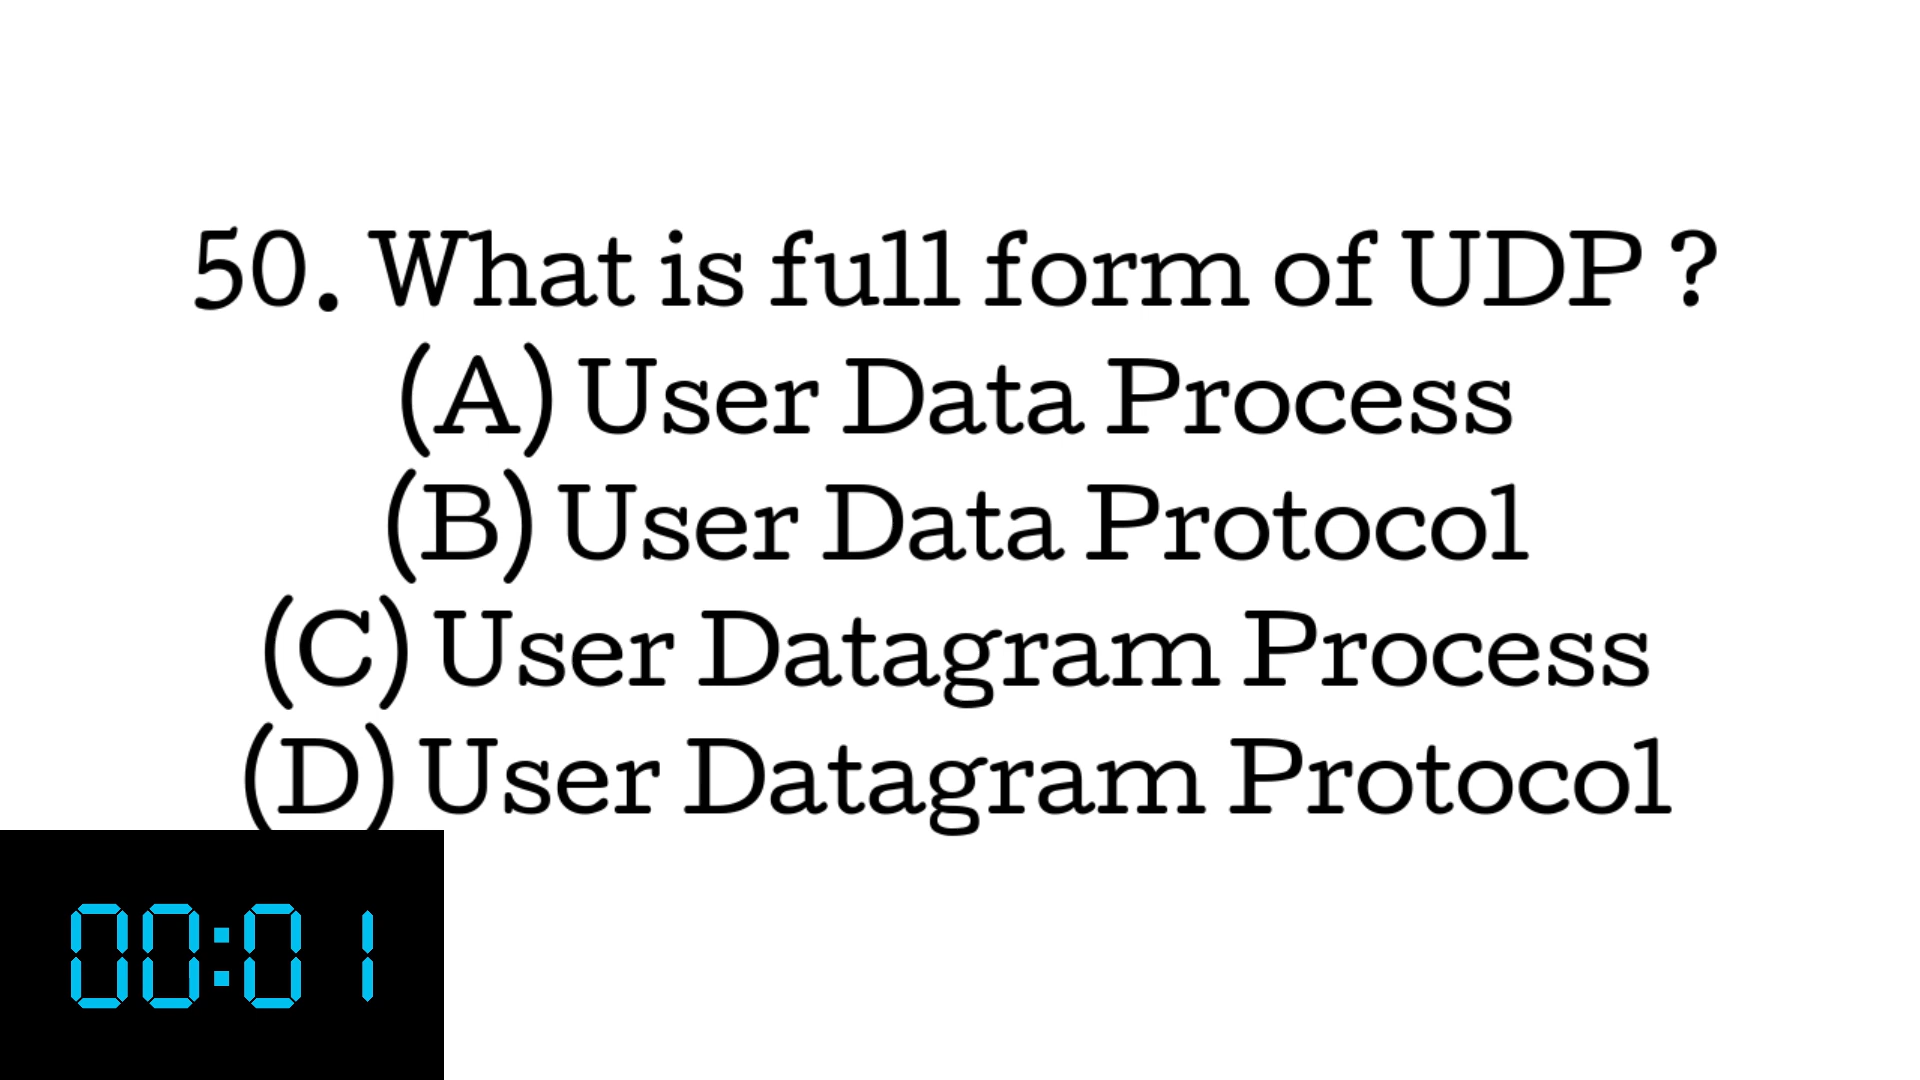 50. What is full form of UDP ?
(A) User Data Process
(B) User Data Protocol
(C) User Datagram Process
(D) User Datagram Protocol
00:01